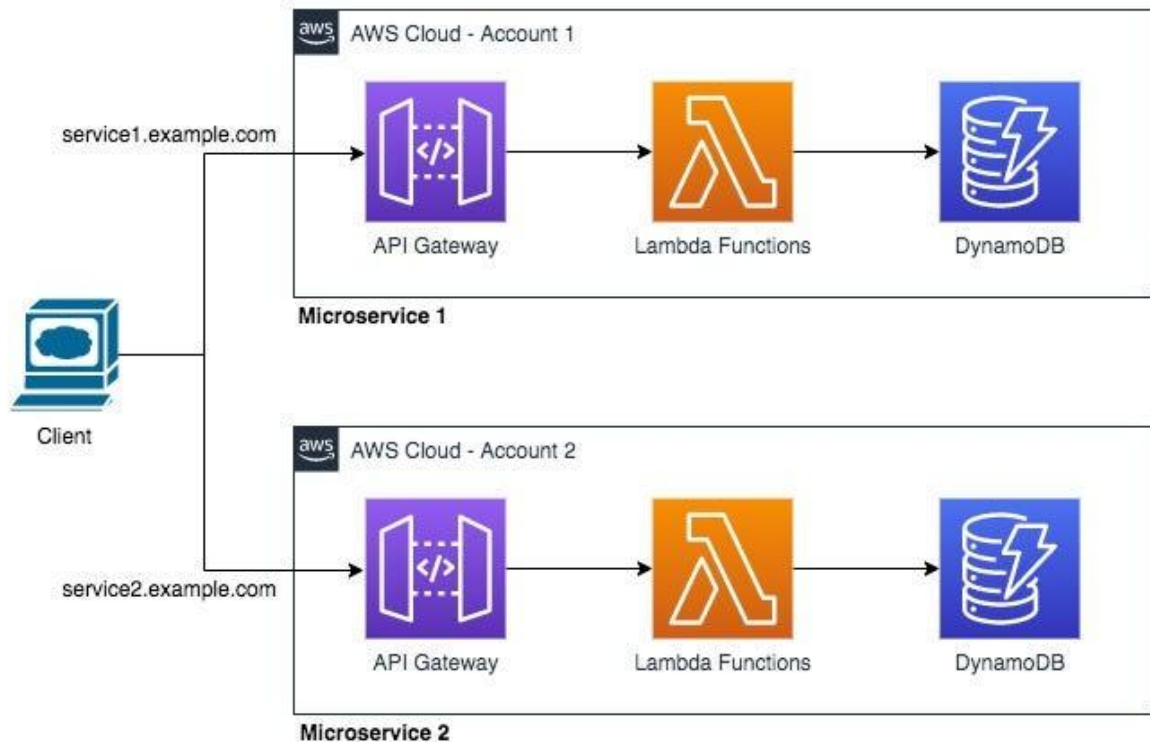 aws
AWS Cloud - Account 1
service1.example.com
</>
API Gateway
Lambda Functions
DynamoDB
Microservice 1
Client
aws
AWS Cloud - Account 2
service2.example.com
</>
API Gateway
Lambda Functions
DynamoDB
Microservice 2